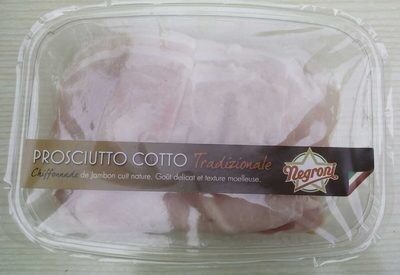 PROSCIUTTO COTTO Tradizionale
Chiffonnade de Jambon cuit nature. Goût délicat et texture moelleuse.
Negroni